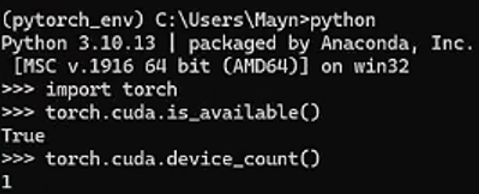 (pytorch_env) C:\Users\Mayn>python
Python 3.10.13 | packaged by Anaconda, Inc.
[MSC v.1916 64 bit (AMD64)] on win32
>>> import torch
>>> torch.cuda.is_available()
True
>>> torch.cuda.device_count()
1